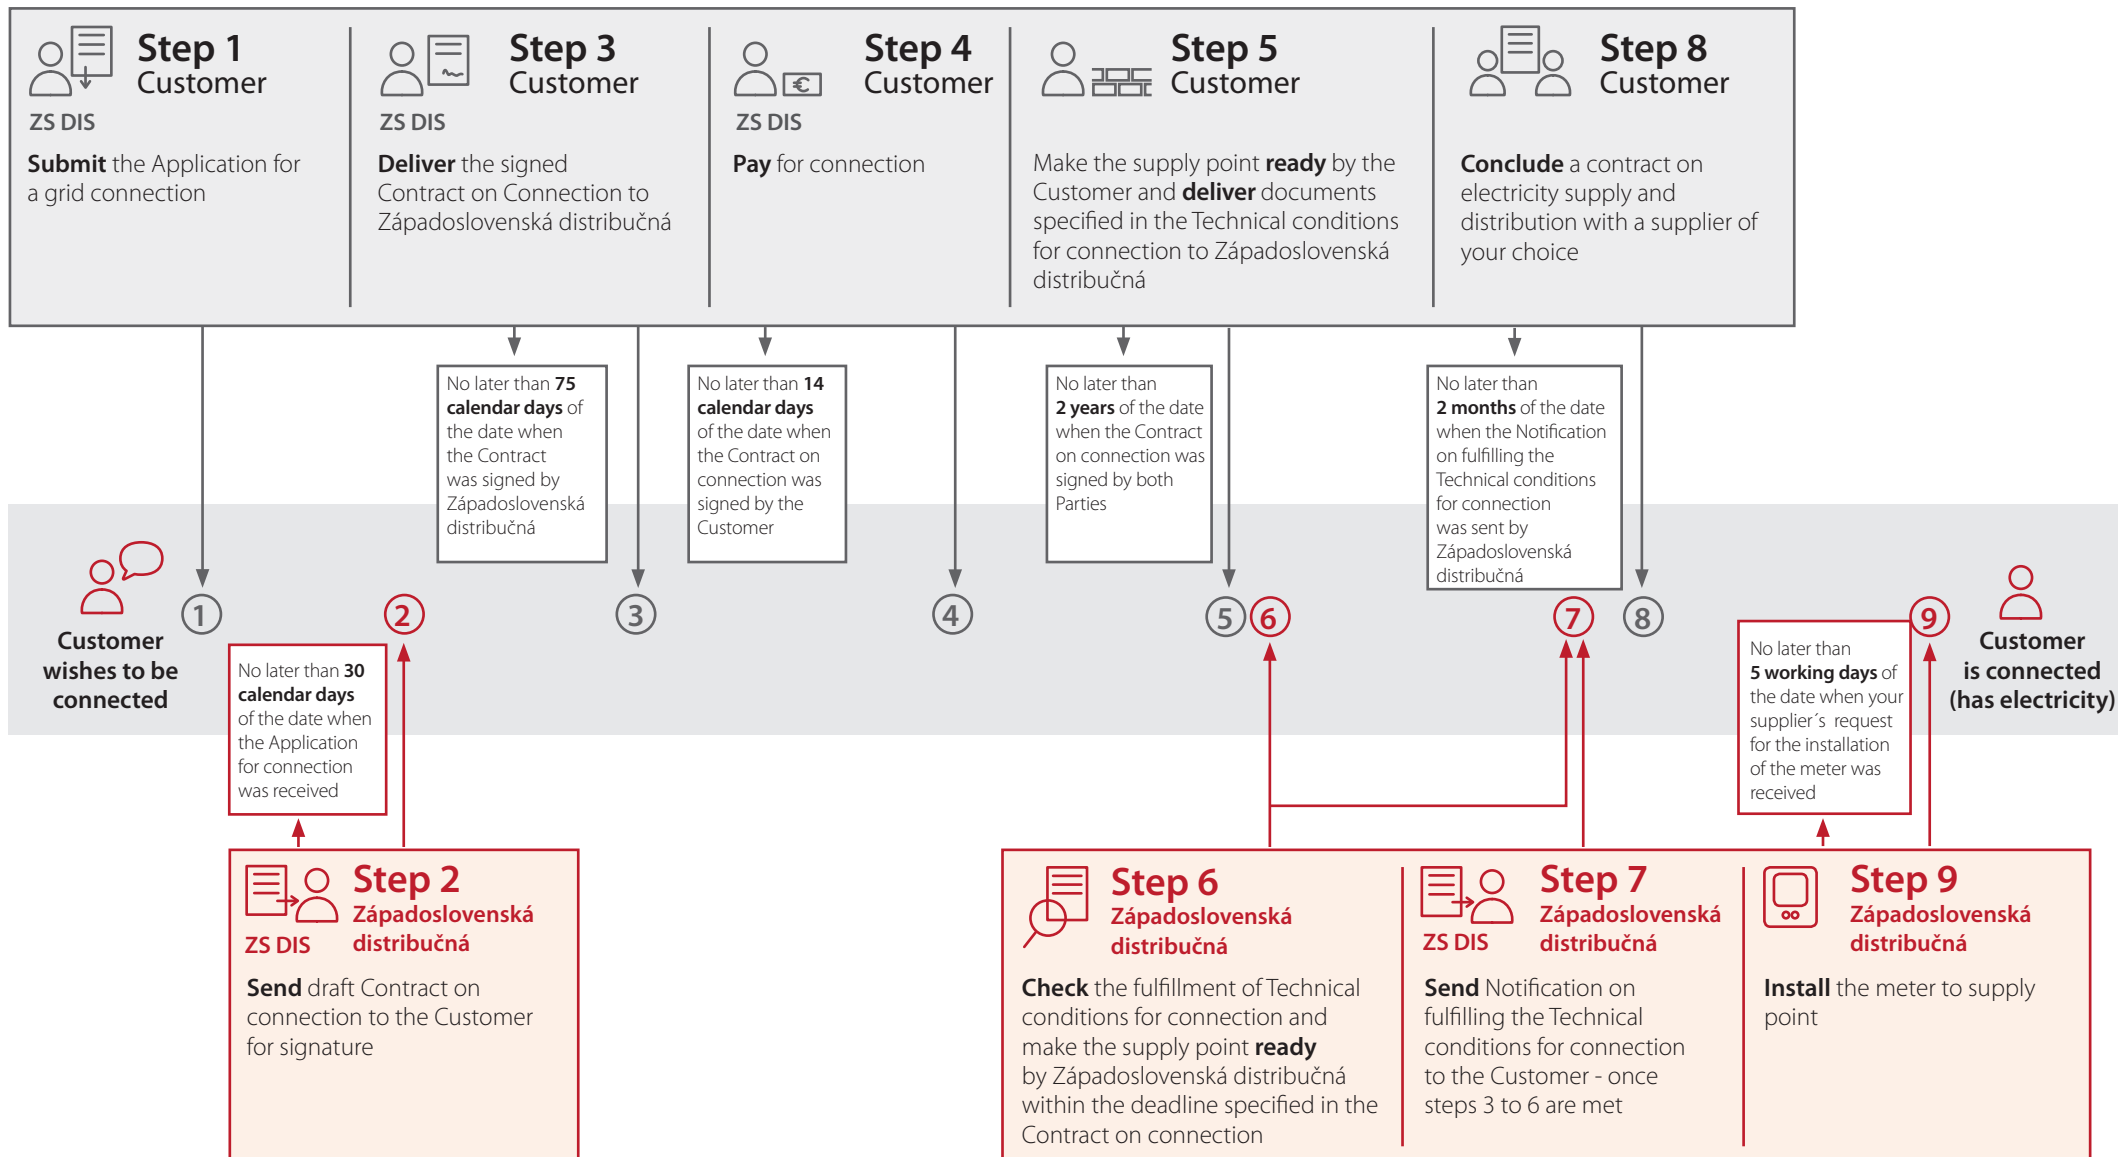 Step 1
Customer
ZS DIS
Submit the Application for
a grid connection
Step 3
Customer
ZS DIS
Deliver the signed
Contract on Connection to
Západoslovenská distribučná
Step 4
Customer
€
ZS DIS
Pay for connection
Step 5
Customer
Make the supply point ready by the
Customer and deliver documents
specified in the Technical conditions
for connection to Západoslovenská
distribučná
Step 8
Customer
Conclude a contract on
electricity supply and
distribution with a supplier of
your choice
No later than 75
calendar days of
the date when
the Contract
was signed by
Západoslovenská
distribučná
No later than 14
calendar days
of the date when
the Contract on
connection was
signed by the
Customer
No later than
2 years of the date
when the Contract
on connection was
signed by both
Parties
No later than
2 months of the date
when the Notification
on fulfilling the
Technical conditions
for connection
was sent by
Západoslovenská
distribučná
Customer
wishes to be
connected
1
2
3
4
5
6
7
8
9
Customer
is connected
(has electricity)
No later than 30
calendar days
of the date when
the Application
for connection
was received
No later than
5 working days of
the date when your
supplier´s request
for the installation
of the meter was
received
Step 2
Západoslovenská
distribučná
ZS DIS
Send draft Contract on
connection to the Customer
for signature
Step 6
Západoslovenská
distribučná
Check the fulfillment of Technical
conditions for connection and
make the supply point ready
by Západoslovenská distribučná
within the deadline specified in the
Contract on connection
Step 7
Západoslovenská
distribučná
ZS DIS
Send Notification on
fulfilling the Technical
conditions for connection
to the Customer - once
steps 3 to 6 are met
Step 9
Západoslovenská
distribučná
Install the meter to supply
point